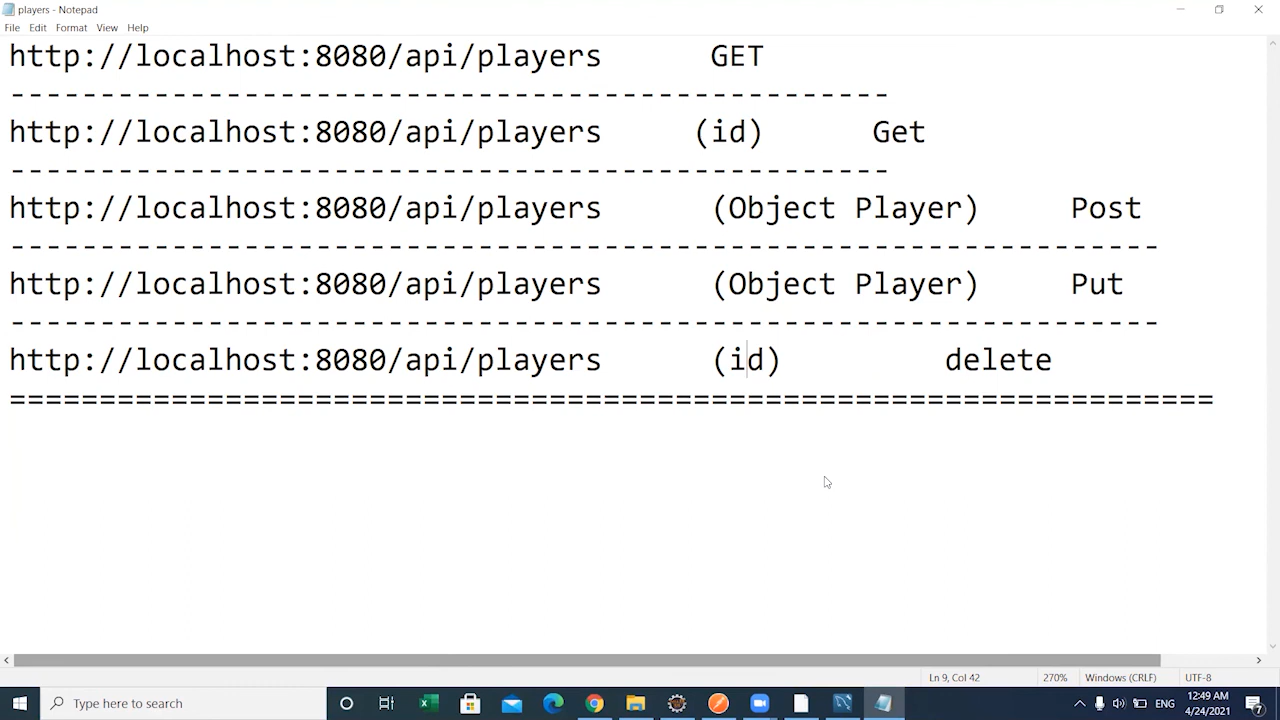 players - Notepad
File Edit Format View Help
http://localhost:8080/api/players GET
-------------------------------------------------
http://localhost:8080/api/players (id) Get
-------------------------------------------------
http://localhost:8080/api/players (Object Player) Post
----------------------------------------------------------------
http://localhost:8080/api/players (Object Player) Put
----------------------------------------------------------------
http://localhost:8080/api/players (id) delete
===================================================================
Ln 9, Col 42 270% Windows (CRLF) UTF-8
Type here to search
ENG
12:49 AM
4/24/2021
7